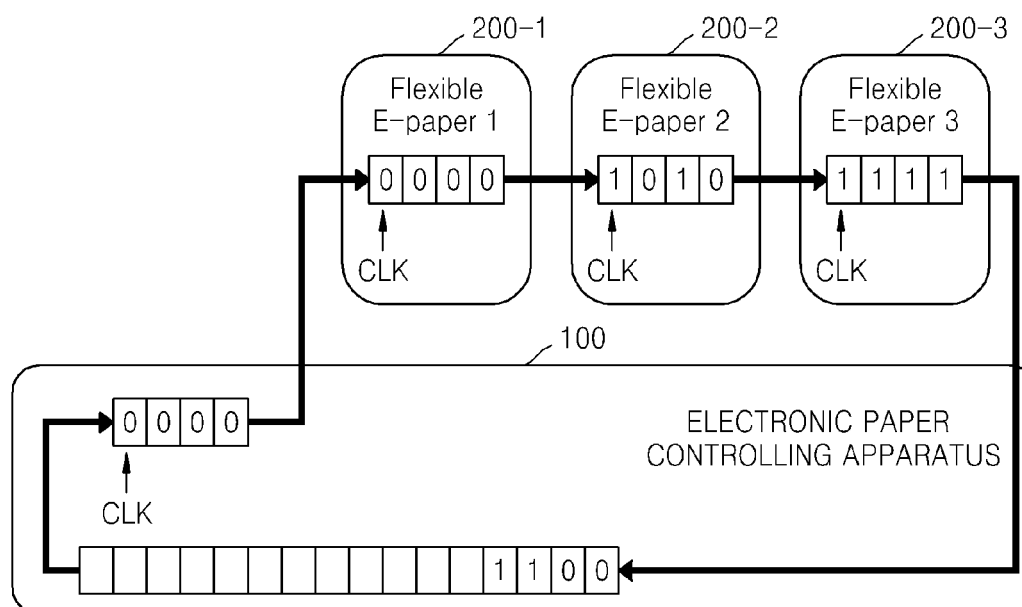 200-1
200-2
200-3
Flexible
E-paper 1
Flexible
E-paper 2
Flexible
E-paper 3
0 0 0 0
1 0 1 0
1 1 1 1
CLK
CLK
CLK
100
0 0 0 0
ELECTRONIC PAPER
CONTROLLING APPARATUS
CLK
1 1 0 0